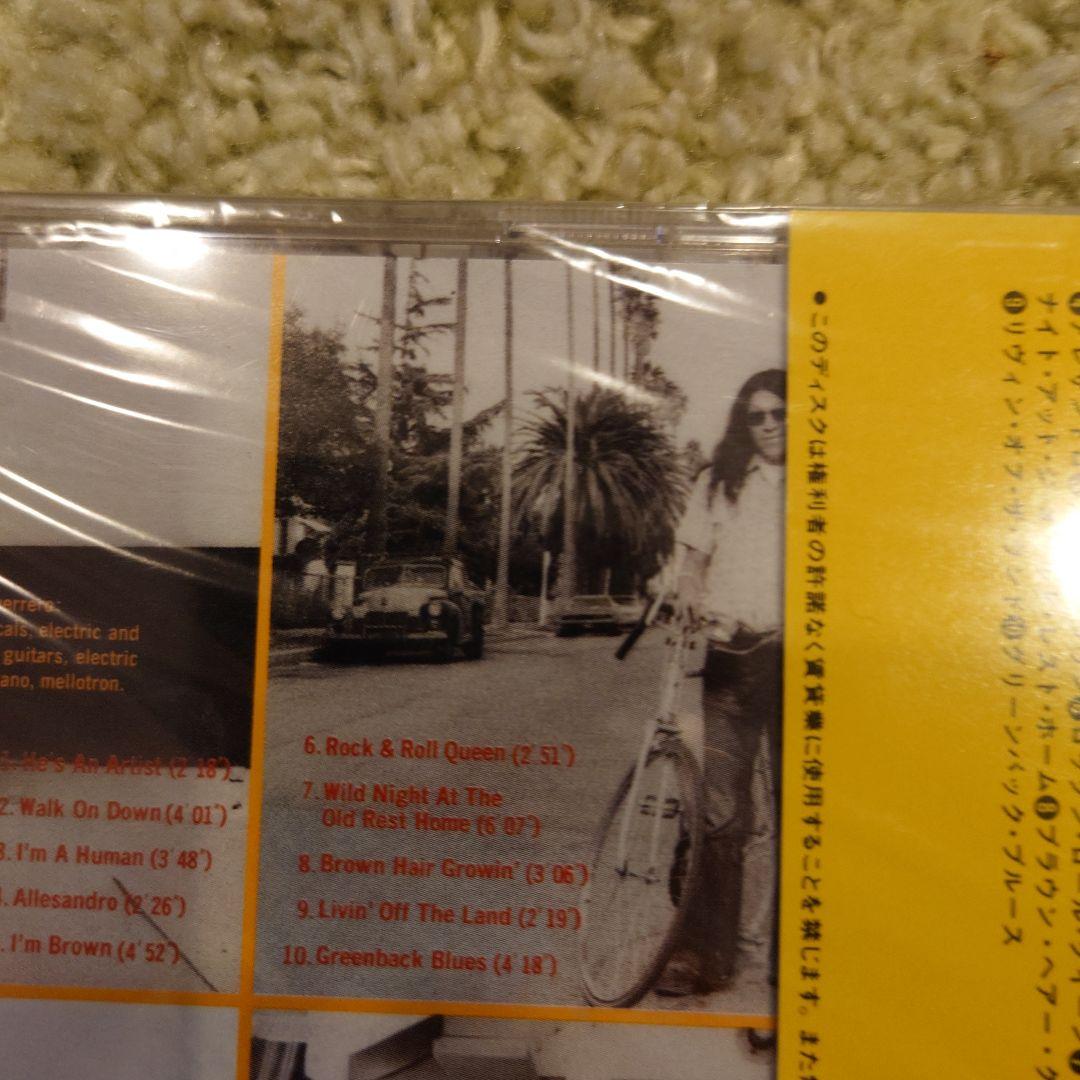 cals, electric and
guitars, electric
ano, mellotron.
He's An Artist (2'18")
2. Walk On Down (4'01")
3. I'm A Human (3'48")
Allesandro (2'26")
I'm Brown (4'52")
6. Rock & Roll Queen (2'51")
7. Wild Night At The
Old Rest Home (6'07")
8. Brown Hair Growin' (3'06")
9. Livin' Off The Land (2'19")
10. Greenback Blues (4'18")
ナイト・アット・
レスト・ホーム❽ブラウン・ヘアー・グ
❾リヴィン・オフ・ザ・ランド❿グリーンバック・ブルース
●このディスクは権利者の許諾なく賃貸業に使用することを禁じます。また